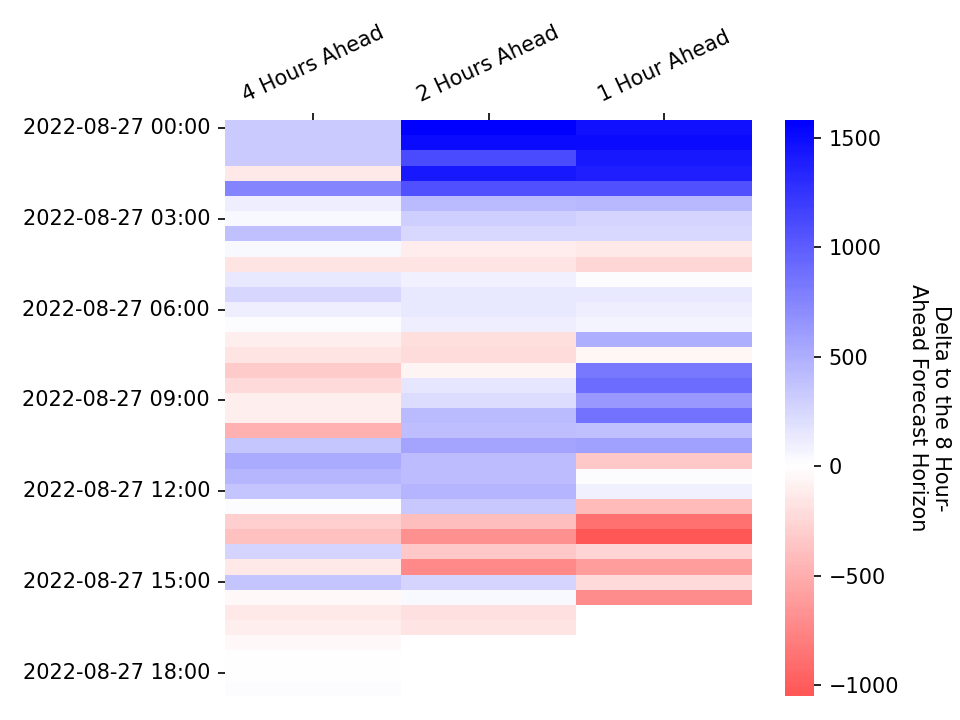 4 Hours Ahead
2 Hours Ahead
1 Hour Ahead
2022-08-27 00:00
2022-08-27 03:00
2022-08-27 06:00
2022-08-27 09:00
2022-08-27 12:00
2022-08-27 15:00
2022-08-27 18:00
1500
1000
500
0
−500
−1000
Delta to the 8 Hour-
Ahead Forecast Horizon